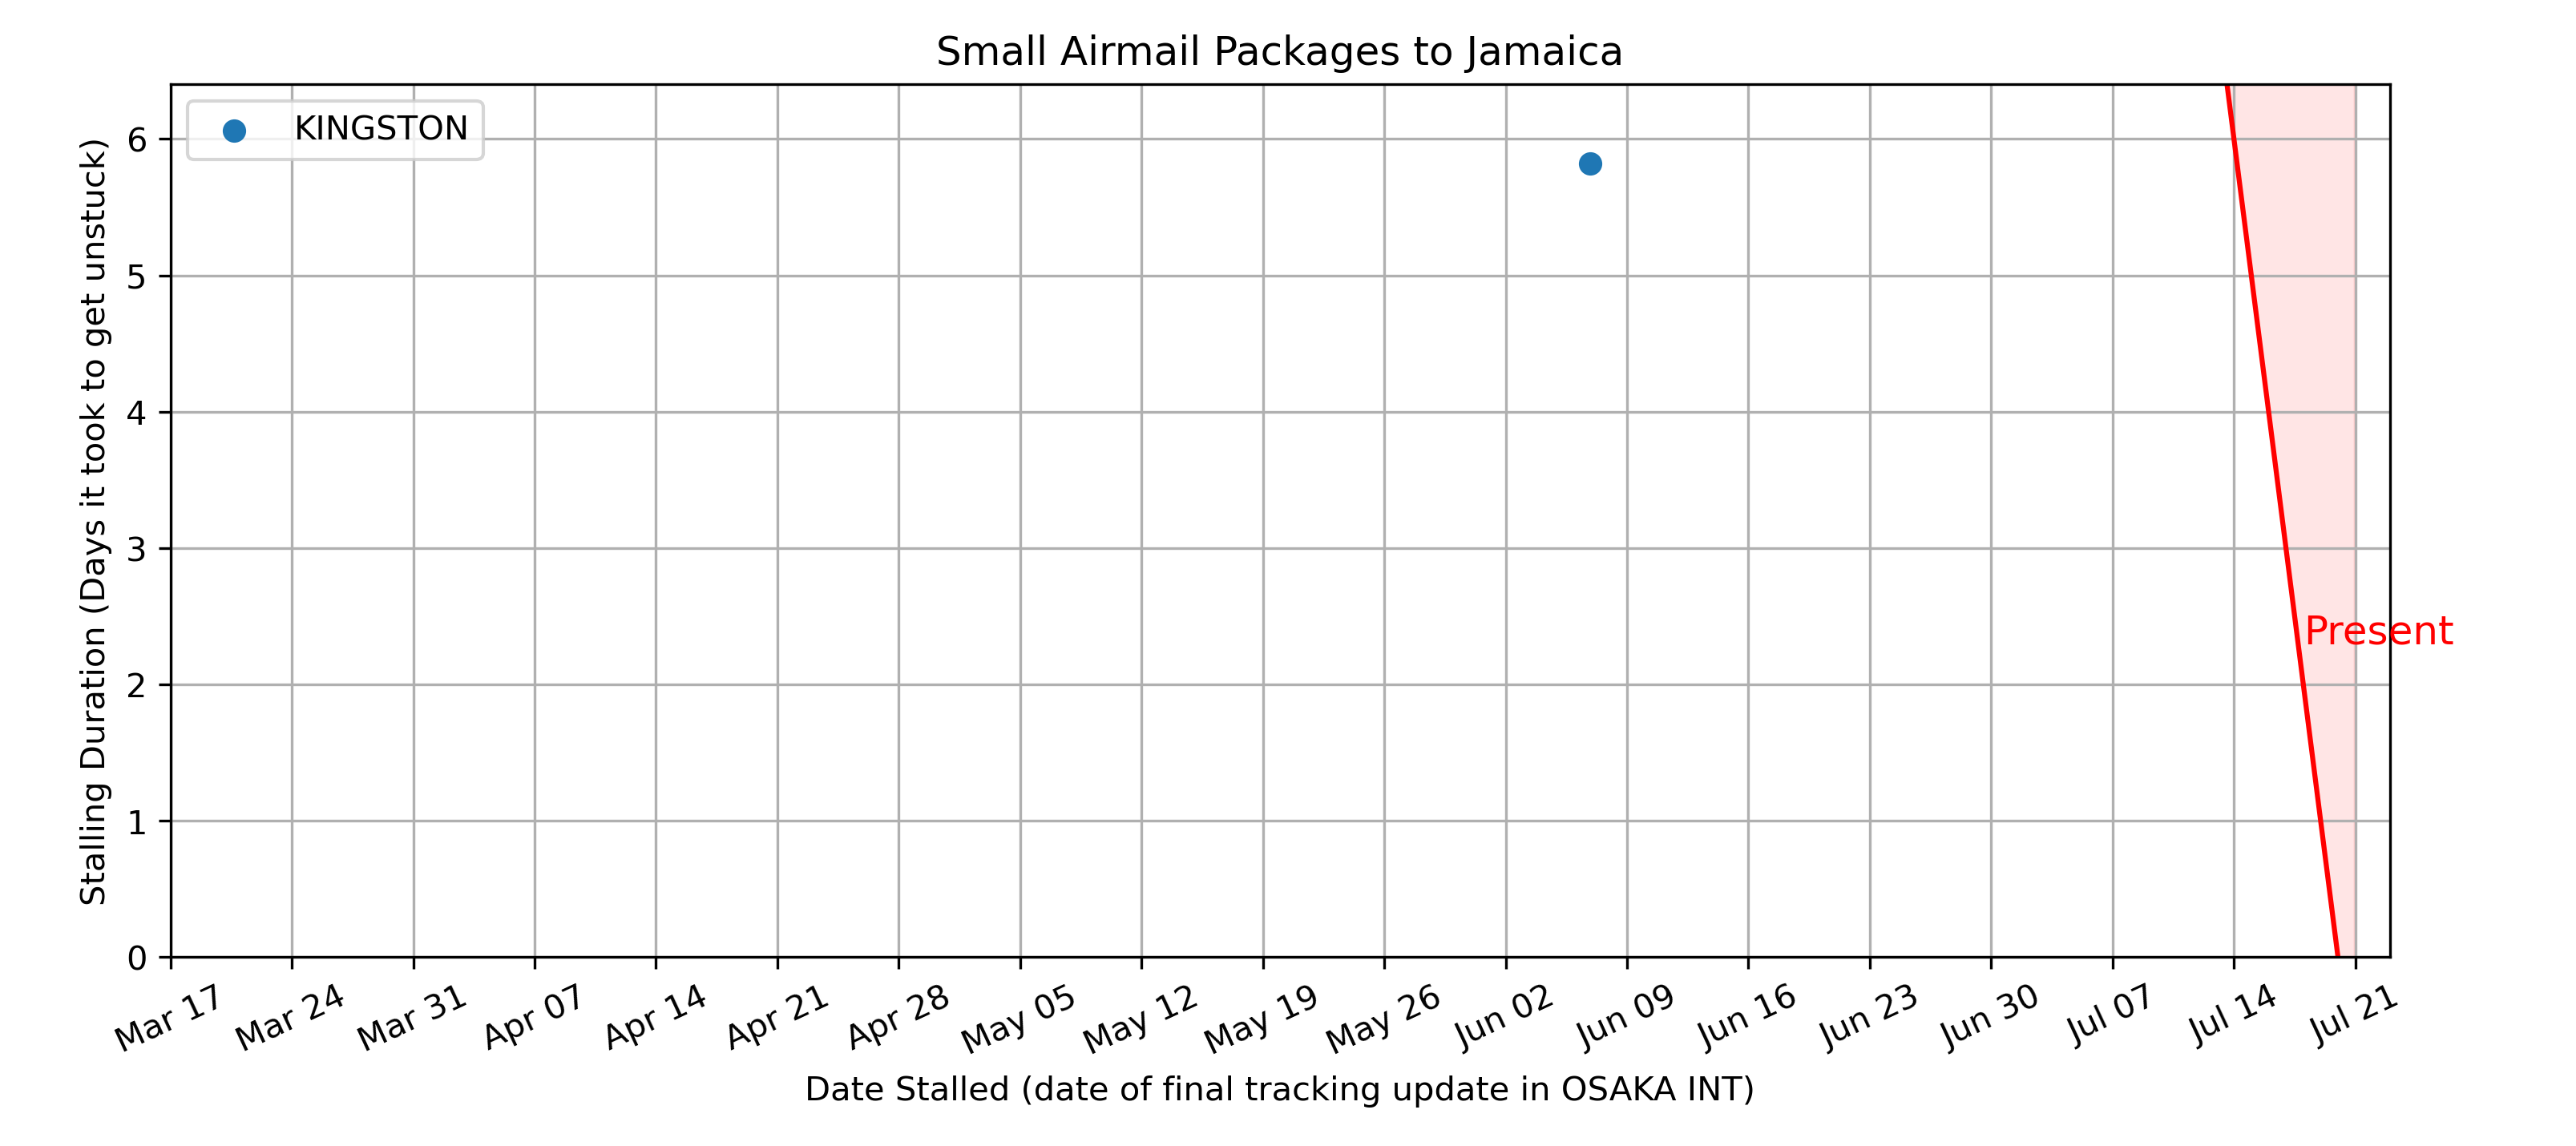 Small Airmail Packages to Jamaica
KINGSTON
Stalling Duration (Days it took to get unstuck)
6
5
4
3
2
1
0
Present
Mar 17 Mar 24 Mar 31 Apr 07 Apr 14 Apr 21 Apr 28 May 05 May 12 May 19 May 26 Jun 02 Jun 09 Jun 16 Jun 23 Jun 30 Jul 07 Jul 14 Jul 21
Date Stalled (date of final tracking update in OSAKA INT)